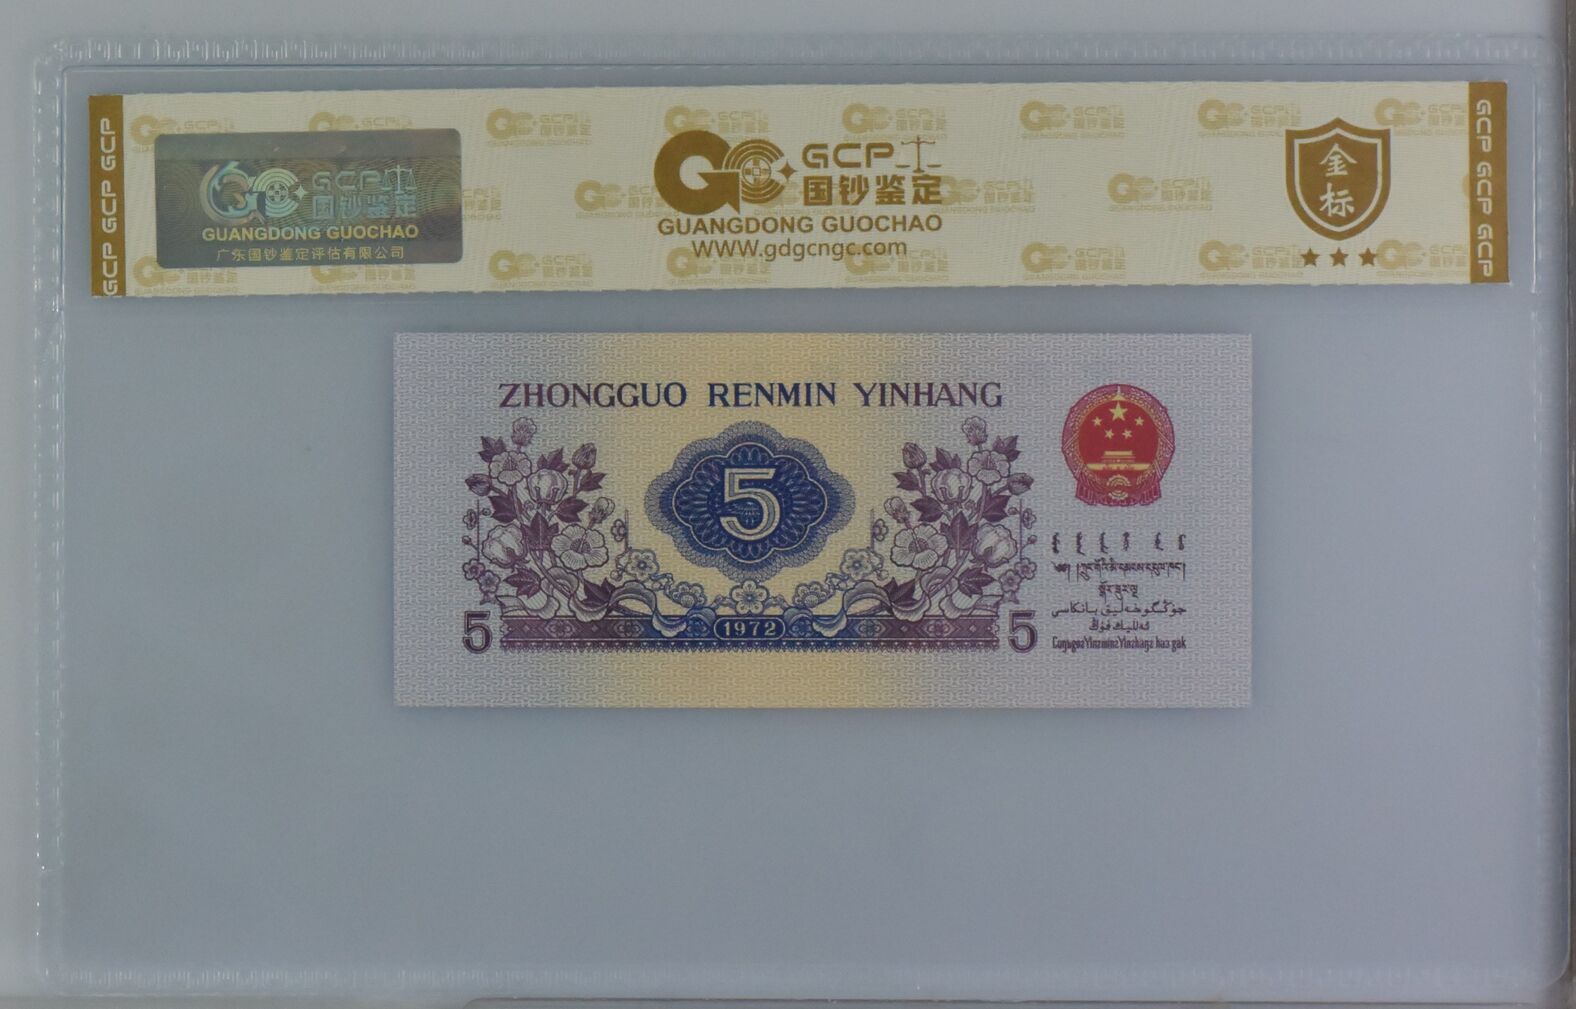 GCP GCP GCP
GCP
国钞鉴定
GUANGDONG GUOCHAO
广东国钞鉴定评估有限公司
GC GCP
国钞鉴定
GUANGDONG GUOCHAO
WWW.gdgcngc.com
金
标
GCP GCP GCP
ZHONGGUO RENMIN YINHANG
5
5
1972
5